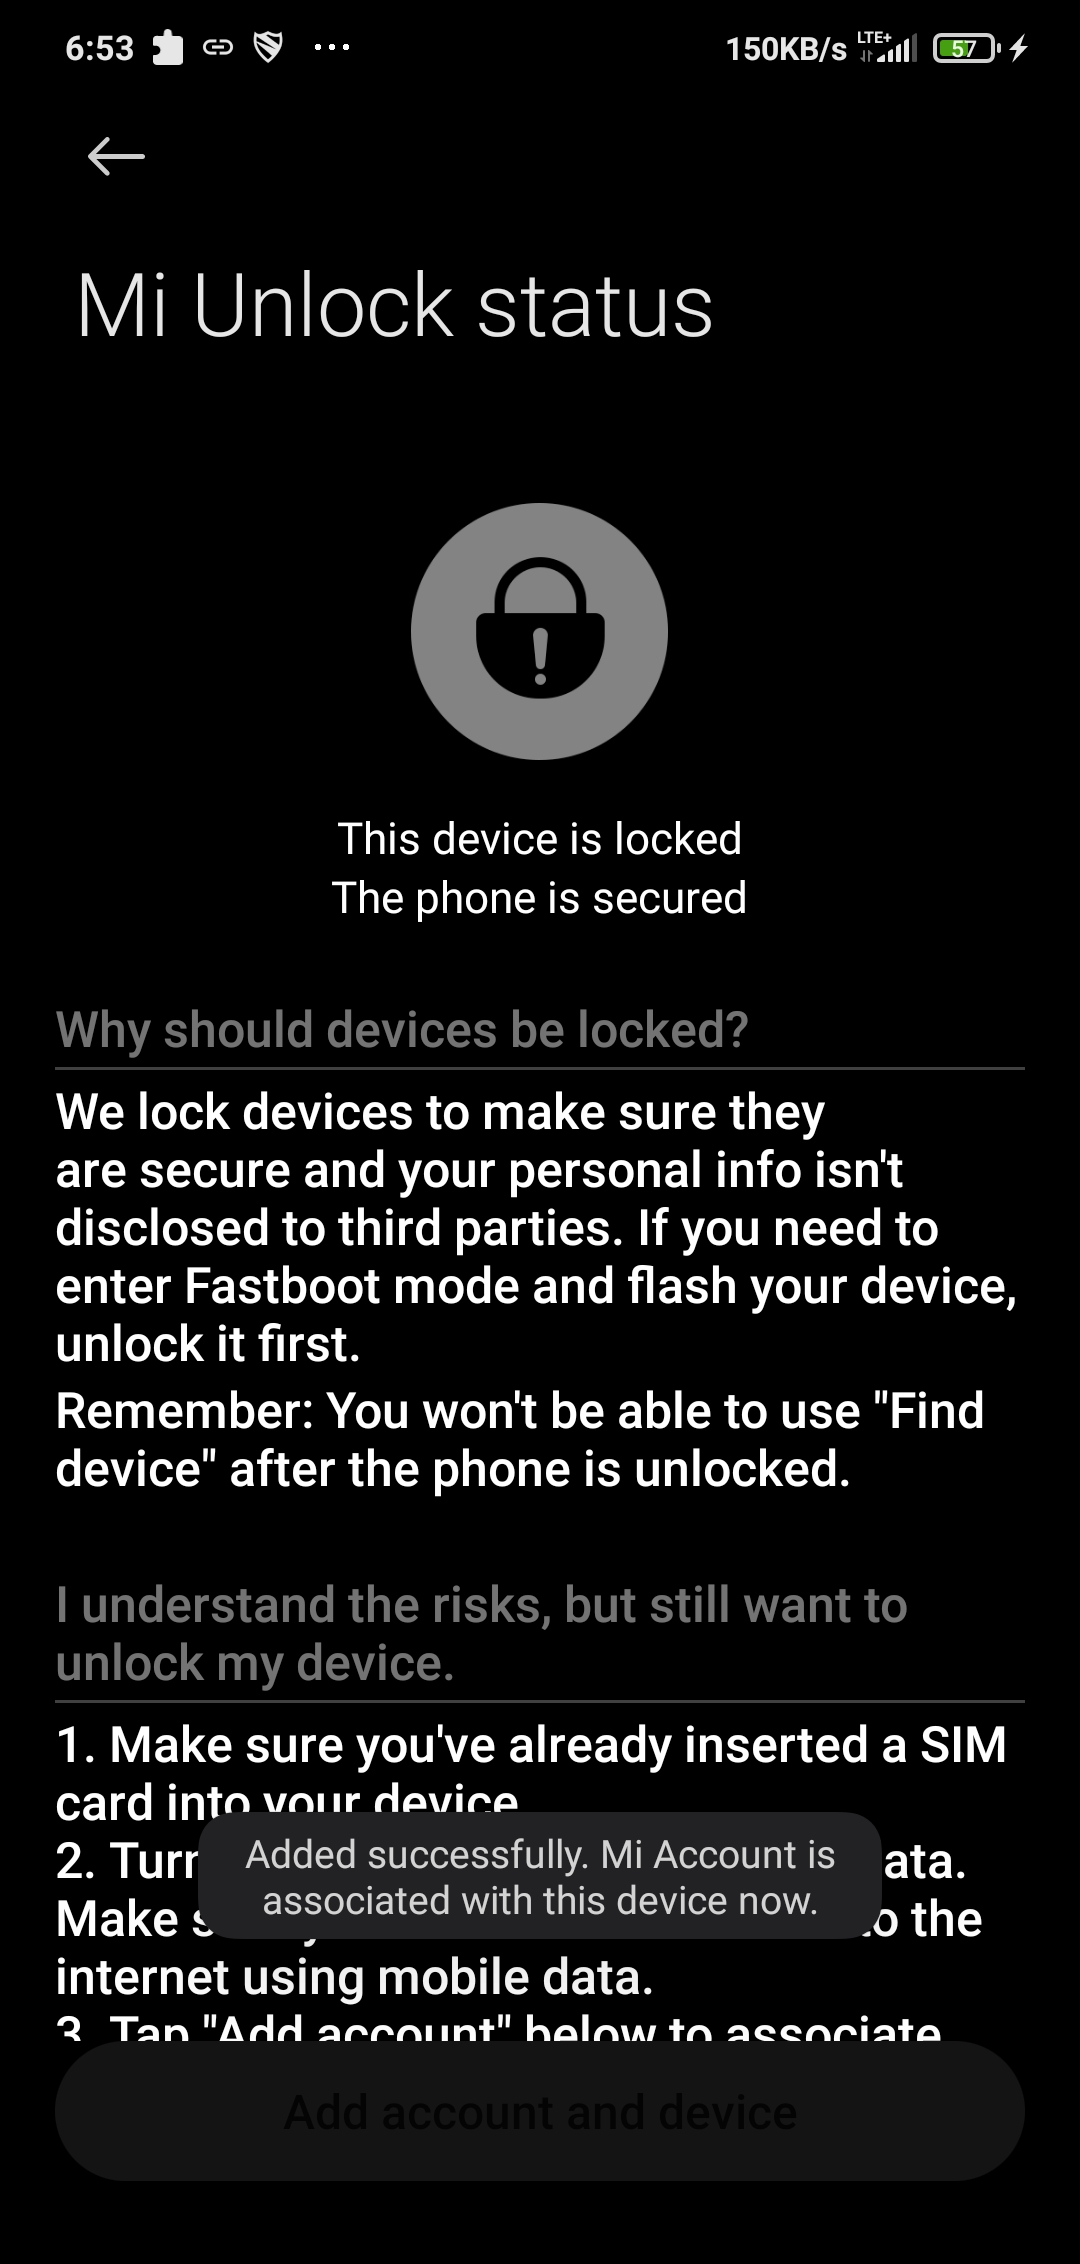 6:53
150KB/s LTE+ 57
Mi Unlock status
This device is locked
The phone is secured
Why should devices be locked?
We lock devices to make sure they
are secure and your personal info isn't
disclosed to third parties. If you need to
enter Fastboot mode and flash your device,
unlock it first.
Remember: You won't be able to use "Find
device" after the phone is unlocked.
I understand the risks, but still want to
unlock my device.
1. Make sure you've already inserted a SIM
card into your device
2. Turn ata.
Added successfully. Mi Account is
associated with this device now.
Make to the
internet using mobile data.
3. Tap "Add account" below to associate
Add account and device